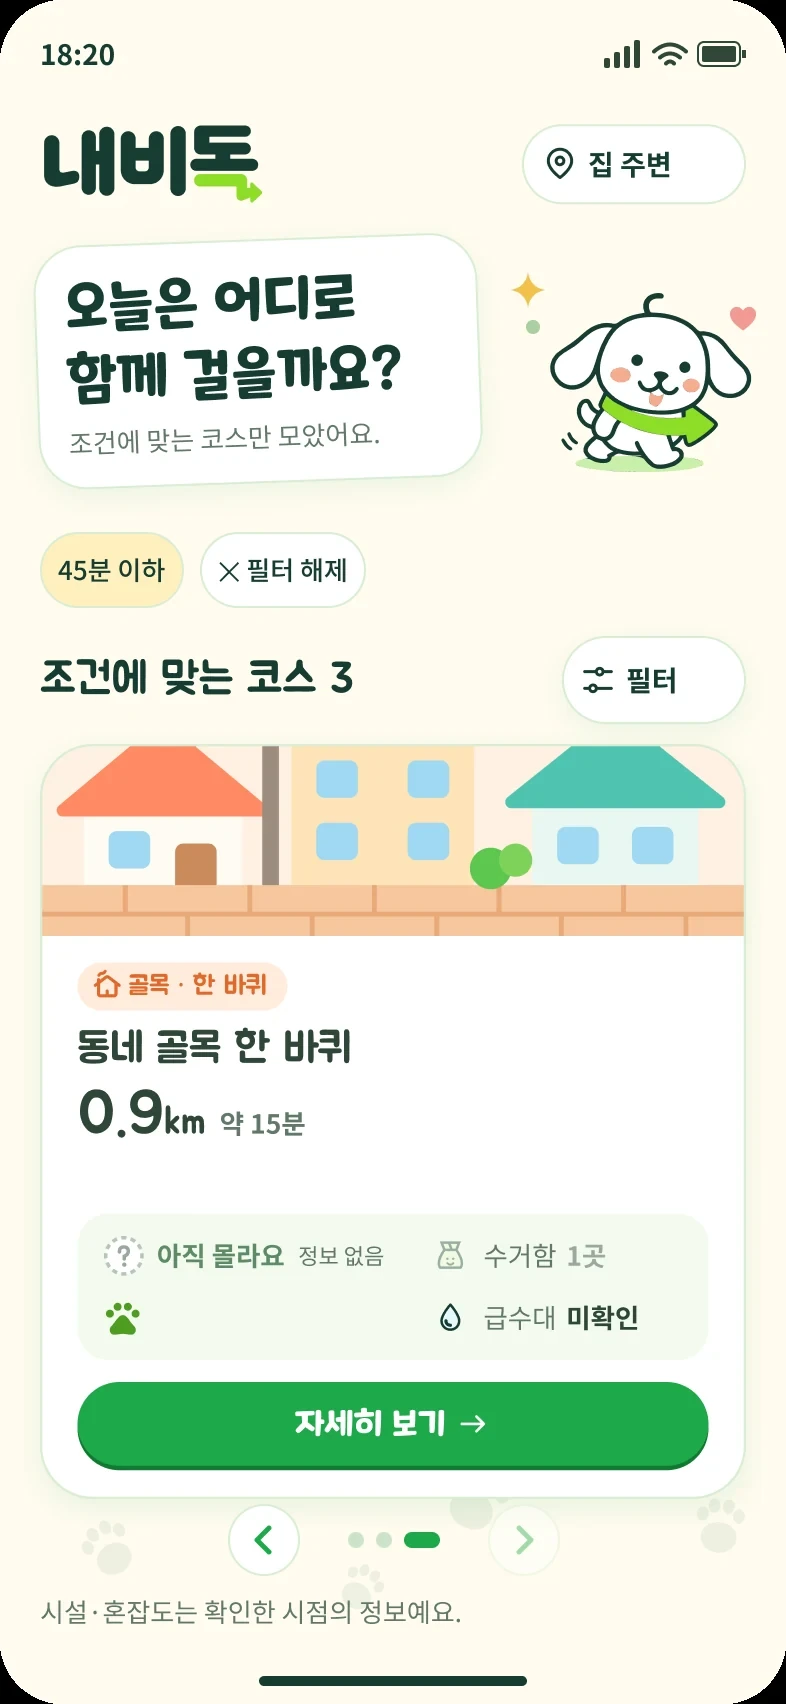 18:20
내비독
집 주변
오늘은 어디로
함께 걸을까요?
조건에 맞는 코스만 모았어요.
45분 이하
필터 해제
조건에 맞는 코스 3
필터
골목 · 한 바퀴
동네 골목 한 바퀴
0.9km 약 15분
아직 몰라요 정보 없음
수거함 1곳
급수대 미확인
자세히 보기 →
시설·혼잡도는 확인한 시점의 정보예요.